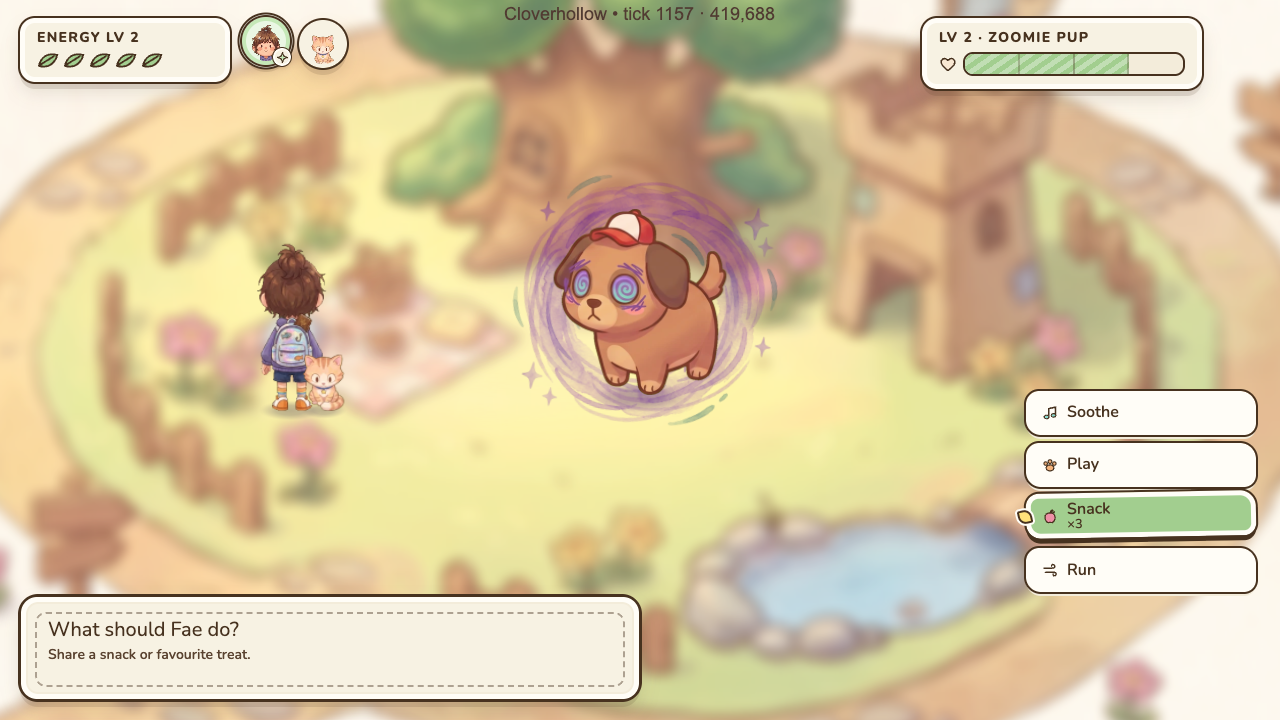 Cloverhollow • tick 1157 · 419,688
ENERGY LV 2
LV 2 · ZOOMIE PUP
Soothe
Play
Snack
×3
Run
What should Fae do?
Share a snack or favourite treat.